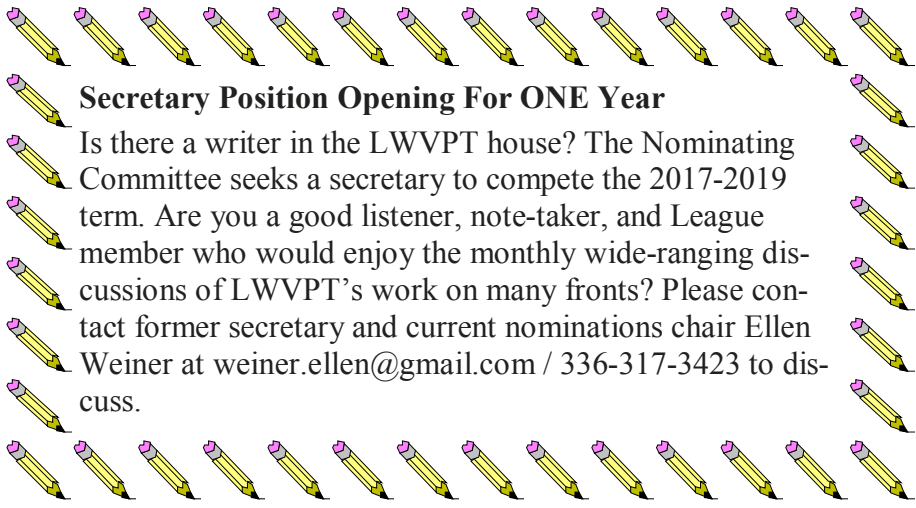 Secretary Position Opening For ONE Year
Is there a writer in the LWVPT house? The Nominating
Committee seeks a secretary to compete the 2017-2019
term. Are you a good listener, note-taker, and League
member who would enjoy the monthly wide-ranging dis-
cussions of LWVPT’s work on many fronts? Please con-
tact former secretary and current nominations chair Ellen
Weiner at weiner.ellen@gmail.com / 336-317-3423 to dis-
cuss.